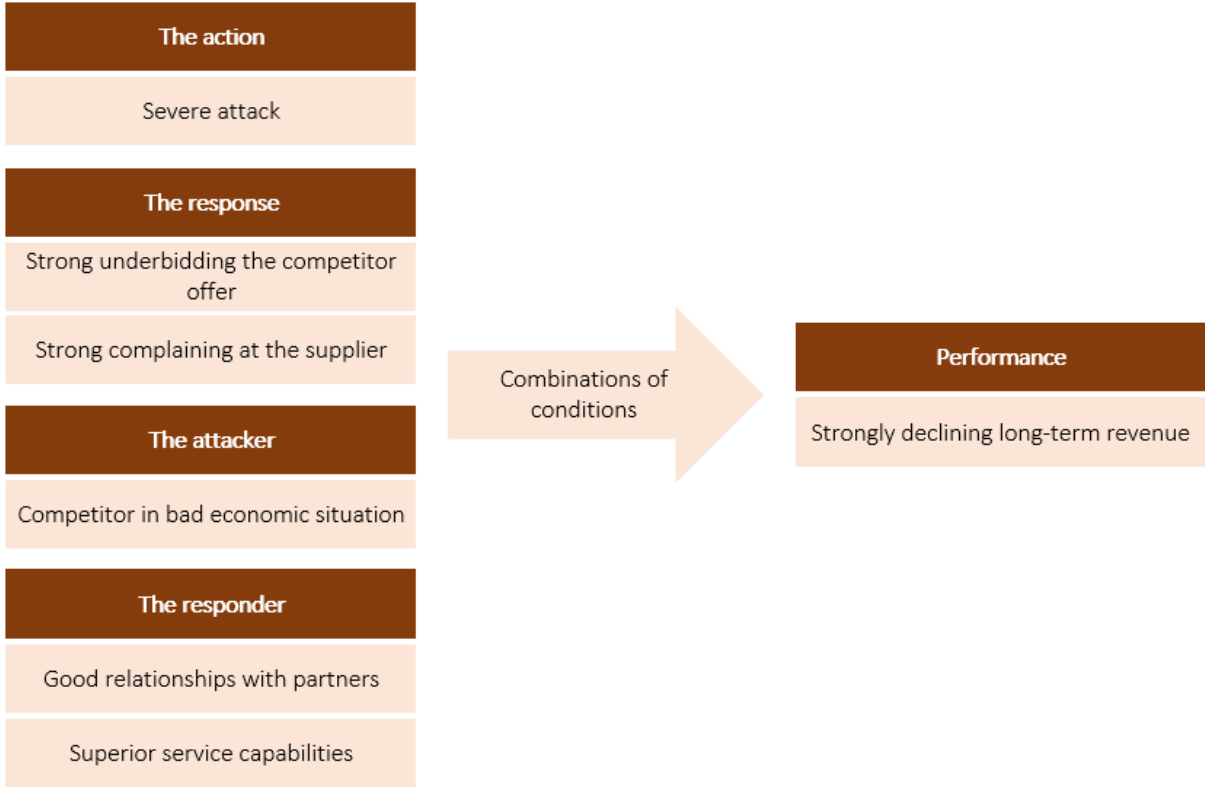 The action
Severe attack
The response
Strong underbidding the competitor
offer
Strong complaining at the supplier
The attacker
Competitor in bad economic situation
The responder
Good relationships with partners
Superior service capabilities
Combinations of
conditions
Performance
Strongly declining long-term revenue